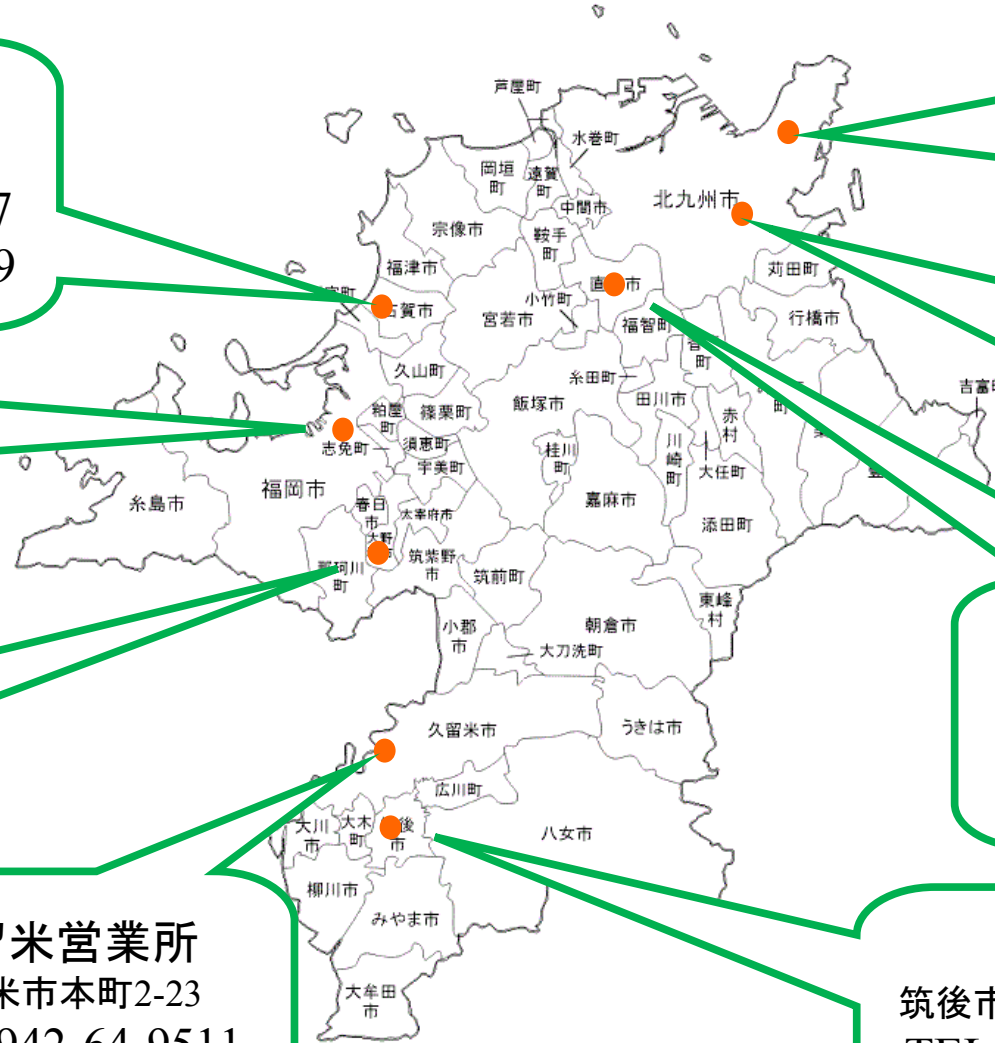 芦屋町
水巻町
岡垣
町
遠賀
町
北九州市
中間市
宗像市
鞍手
町
7
9
福津市
苅田町
直
市
小竹町
古賀市
宮若市
福智町
行橋市
町
久山町
糸田町
吉富
田川市
飯塚市
粕屋
町
篠栗町
赤
村
須恵町
志免町
川
崎
町
桂川
町
宇美町
大任町
福岡市
糸島市
嘉麻市
春日
市
太宰府市
添田町
大野
筑紫野
市
那珂川
町
筑前町
東峰
村
小郡
市
朝倉市
大刀洗町
久留米市
うきは市
広川町
大川
市
大木
町
後
市
八女市
柳川市
みやま市
米営業所
米市本町2-23
942-64-9511
大牟田
市
筑後市
TEL